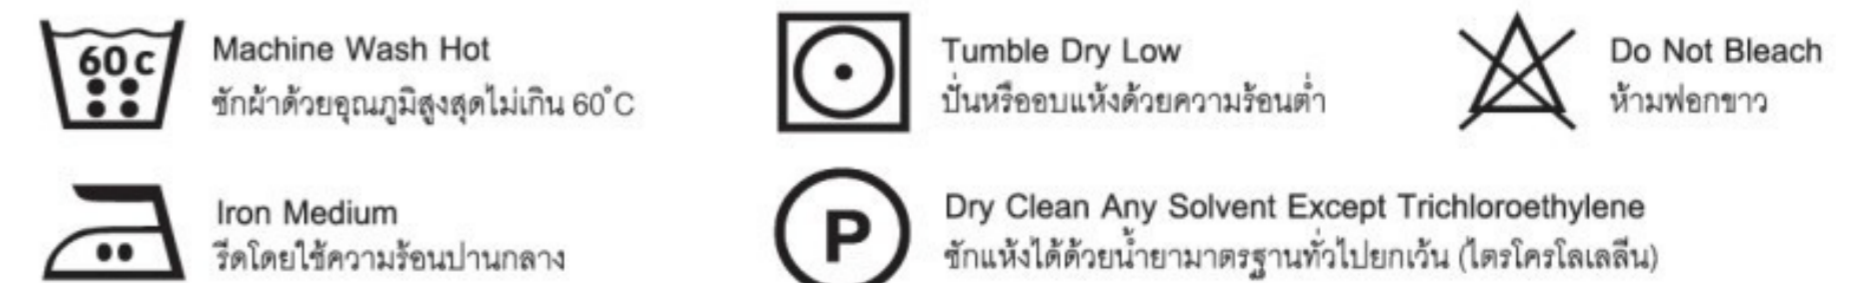 60c
Machine Wash Hot
ซักผ้าด้วยอุณภูมิสูงสุดไม่เกิน 60°C
Tumble Dry Low
ปั่นหรืออบแห้งด้วยความร้อนต่ำ
Do Not Bleach
ห้ามฟอกขาว
Iron Medium
รีดโดยใช้ความร้อนปานกลาง
P
Dry Clean Any Solvent Except Trichloroethylene
ซักแห้งได้ด้วยน้ำยามาตรฐานทั่วไปยกเว้น (ไตรโครโลเลลีน)